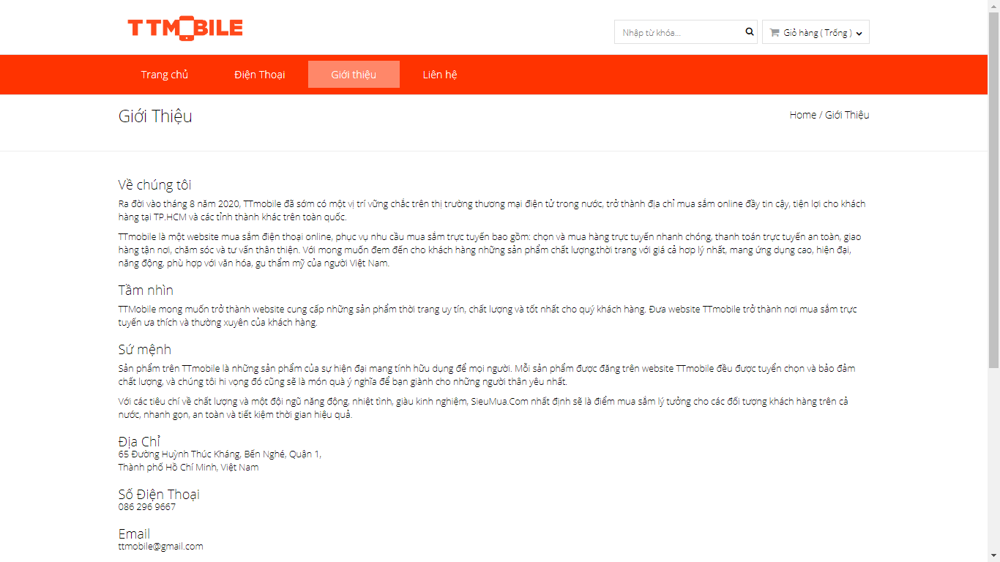 TTMOBILE
Nhập từ khóa...
Giỏ hàng ( Trống )
Trang chủ
Điện Thoại
Giới thiệu
Liên hệ
Giới Thiệu
Home / Giới Thiệu
Về chúng tôi
Ra đời vào tháng 8 năm 2020, TTmobile đã sớm có một vị trí vững chắc trên thị trường thương mại điện tử trong nước, trở thành địa chỉ mua sắm online đầy tin cậy, tiện lợi cho khách
hàng tại TP.HCM và các tỉnh thành khác trên toàn quốc.
TTmobile là một website mua sắm điện thoại online, phục vụ nhu cầu mua sắm trực tuyến bao gồm: chọn và mua hàng trực tuyến nhanh chóng, thanh toán trực tuyến an toàn, giao
hàng tận nơi, chăm sóc và tư vấn thân thiện. Với mong muốn đem đến cho khách hàng những sản phẩm chất lượng,thời trang với giá cả hợp lý nhất, mang ứng dụng cao, hiện đại,
năng động, phù hợp với văn hóa, gu thẩm mỹ của người Việt Nam.
Tầm nhìn
TTMobile mong muốn trở thành website cung cấp những sản phẩm thời trang uy tín, chất lượng và tốt nhất cho quý khách hàng. Đưa website TTmobile trở thành nơi mua sắm trực
tuyến ưa thích và thường xuyên của khách hàng.
Sứ mệnh
Sản phẩm trên TTmobile là những sản phẩm của sự hiện đại mang tính hữu dụng để mọi người. Mỗi sản phẩm được đăng trên website TTmobile đều được tuyển chọn và bảo đảm
chất lượng, và chúng tôi hi vọng đó cũng sẽ là món quà ý nghĩa để bạn giành cho những người thân yêu nhất.
Với các tiêu chí về chất lượng và một đội ngũ năng động, nhiệt tình, giàu kinh nghiệm, SieuMua.Com nhất định sẽ là điểm mua sắm lý tưởng cho các đối tượng khách hàng trên cả
nước, nhanh gọn, an toàn và tiết kiệm thời gian hiệu quả.
Địa Chỉ
65 Đường Huỳnh Thúc Kháng, Bến Nghé, Quận 1,
Thành phố Hồ Chí Minh, Việt Nam
Số Điện Thoại
086 296 9667
Email
ttmobile@gmail.com